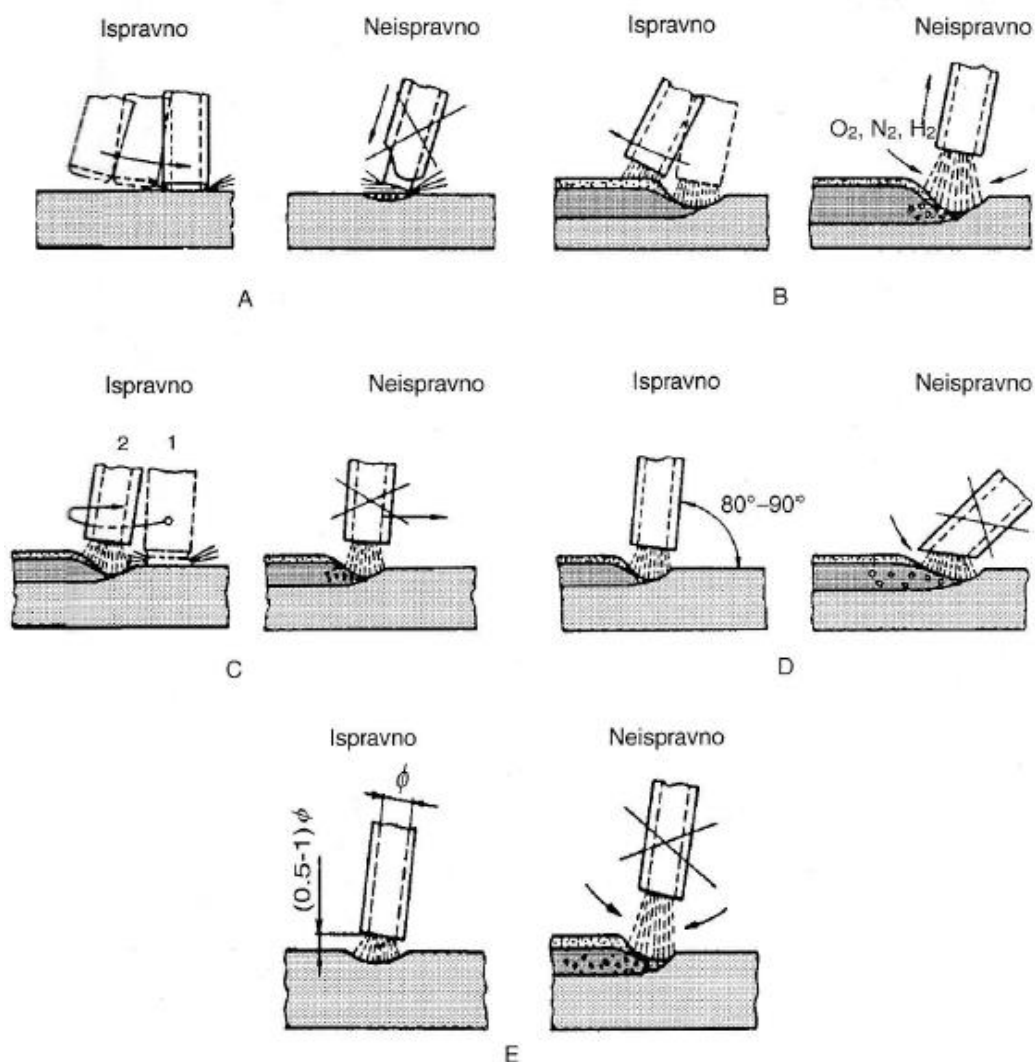 Ispravno
Neispravno
Ispravno
Neispravno
O₂, N₂, H₂
A
B
Ispravno
Neispravno
Ispravno
Neispravno
2
1
80°–90°
C
D
Ispravno
Neispravno
ϕ
(0.5-1)ϕ
E